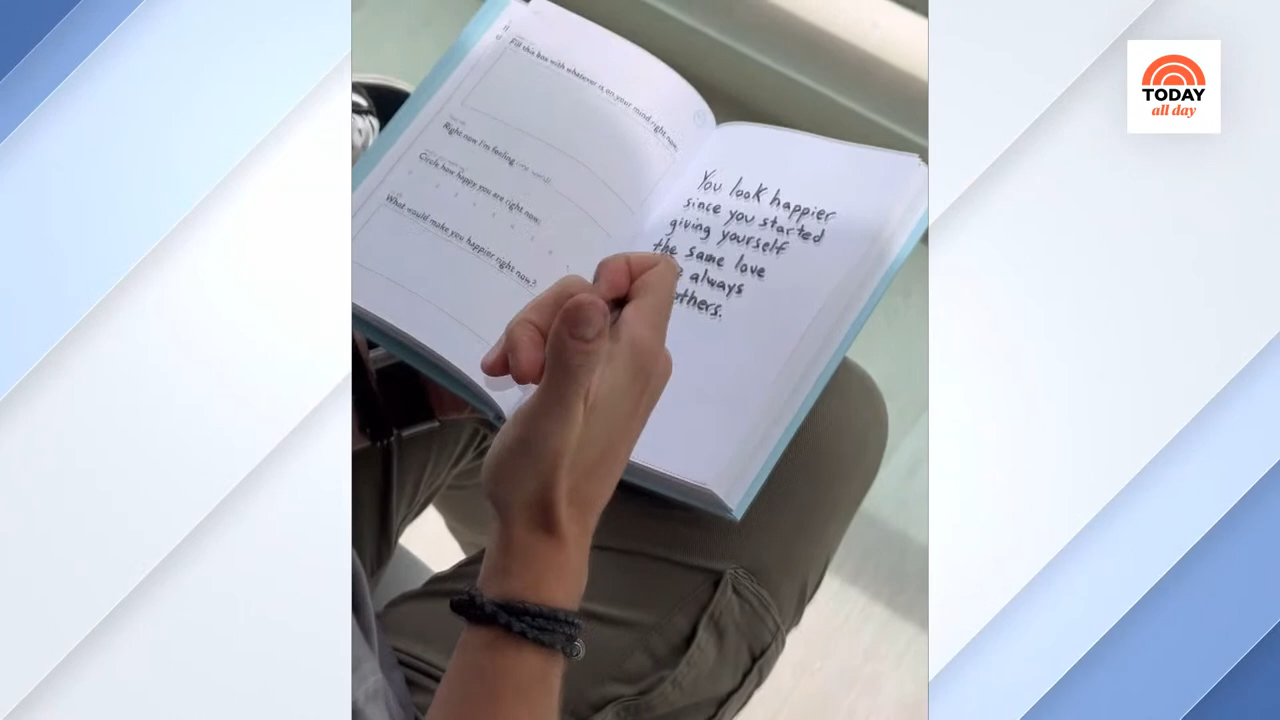 Fill this box with whatever is on your mind right now.
Right now I'm feeling (one word):
Circle how happy you are right now:
What would make you happier right now?
You look happier
since you started
giving yourself
the same love
always
others.
TODAY
all day